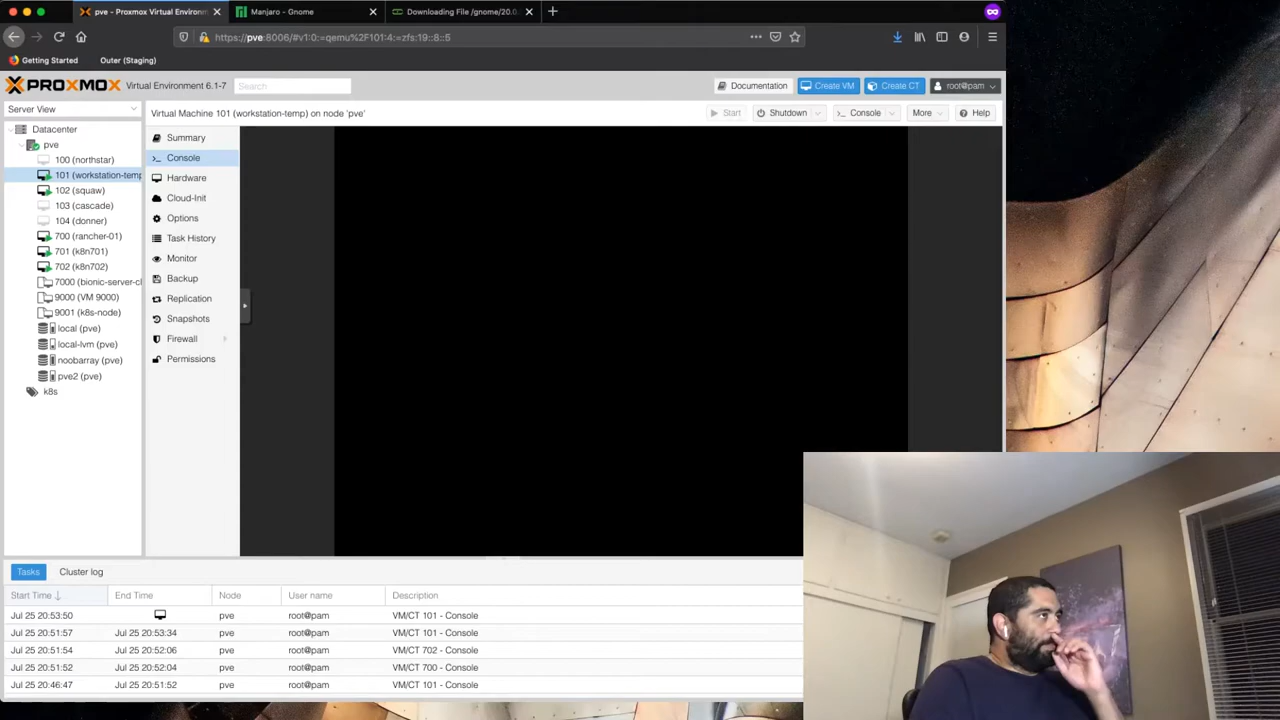 pve - Proxmox Virtual Environm
Manjaro - Gnome
Downloading File /gnome/20.0
https://pve:8006/#v1:0:=qemu%2F101:4:=zfs:19::8::5
Getting Started
Outer (Staging)
PROXMOX Virtual Environment 6.1-7
Search
Documentation
Create VM
Create CT
root@pam
Server View
Virtual Machine 101 (workstation-temp) on node 'pve'
Start
Shutdown
Console
More
Help
Datacenter
pve
100 (northstar)
101 (workstation-temp
102 (squaw)
103 (cascade)
104 (donner)
700 (rancher-01)
701 (k8n701)
702 (k8n702)
7000 (bionic-server-cl
9000 (VM 9000)
9001 (k8s-node)
local (pve)
local-lvm (pve)
noobarray (pve)
pve2 (pve)
k8s
Summary
Console
Hardware
Cloud-Init
Options
Task History
Monitor
Backup
Replication
Snapshots
Firewall
Permissions
Tasks
Cluster log
Start Time End Time Node User name Description
Jul 25 20:53:50 pve root@pam VM/CT 101 - Console
Jul 25 20:51:57 Jul 25 20:53:34 pve root@pam VM/CT 101 - Console
Jul 25 20:51:54 Jul 25 20:52:06 pve root@pam VM/CT 702 - Console
Jul 25 20:51:52 Jul 25 20:52:04 pve root@pam VM/CT 700 - Console
Jul 25 20:46:47 Jul 25 20:51:52 pve root@pam VM/CT 101 - Console